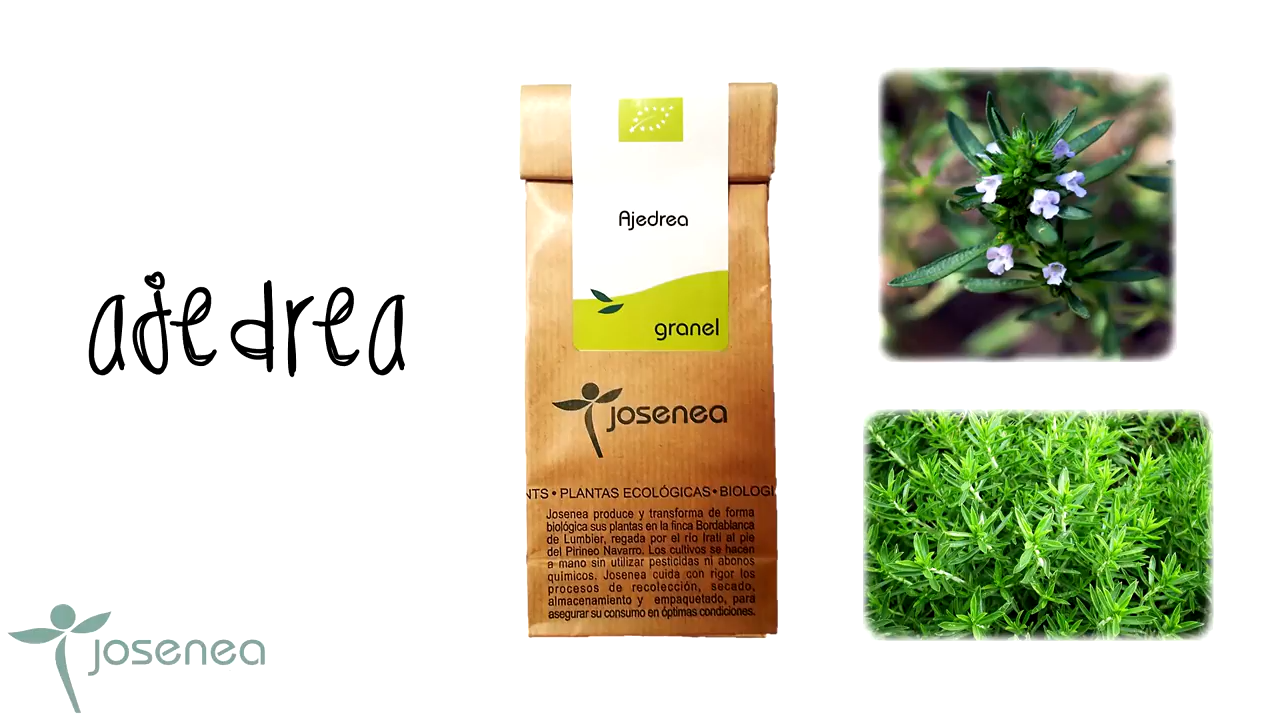 ajedrea
Ajedrea
granel
josenea
NTS • PLANTAS ECOLÓGICAS • BIOLOGI
Josenea produce y transforma de forma
biológica sus plantas en la finca Bordablanca
de Lumbier, regada por el río Irati al pie
del Pirineo Navarro. Los cultivos se hacen
a mano sin utilizar pesticidas ni abonos
químicos. Josenea cuida con rigor los
procesos de recolección, secado,
almacenamiento y empaquetado, para
asegurar su consumo en óptimas condiciones.
josenea